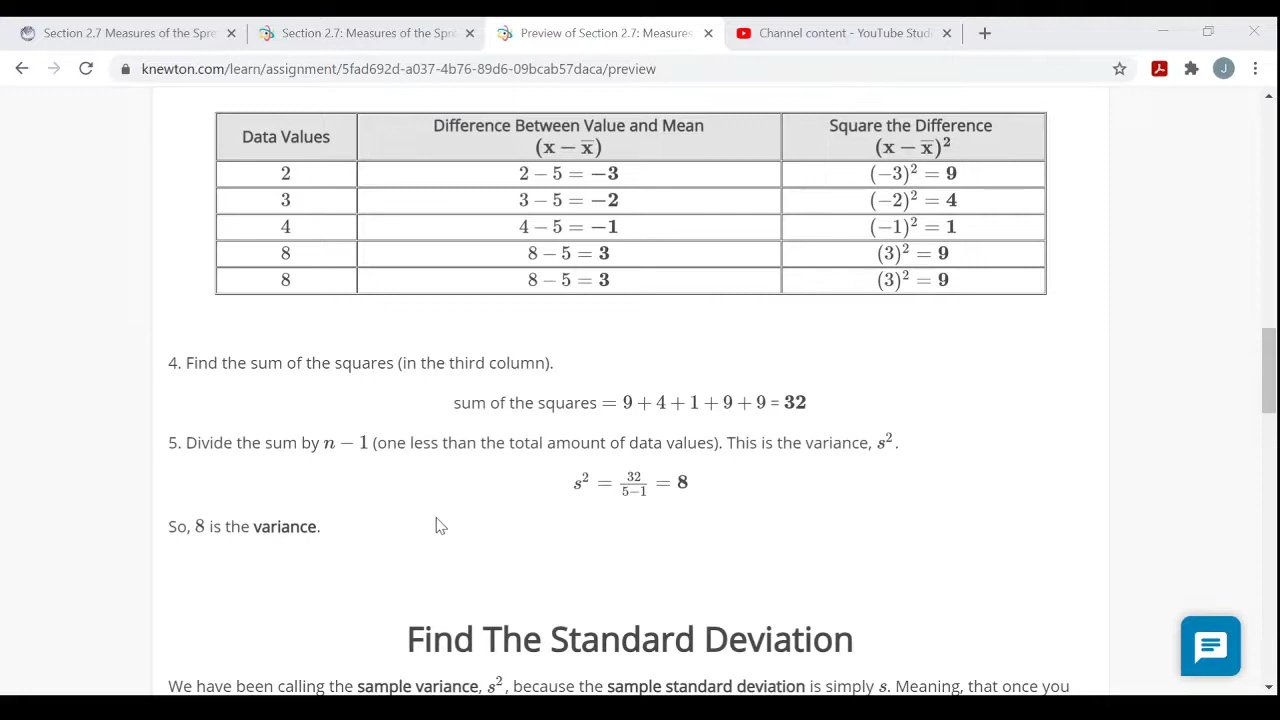 Section 2.7 Measures of the Spre
Section 2.7: Measures of the Spr
Preview of Section 2.7: Measures
Channel content - YouTube Stud
knewton.com/learn/assignment/5fad692d-a037-4b76-89d6-09bcab57daca/preview
J
Data Values
Difference Between Value and Mean
(x − x̅)
Square the Difference
(x − x̅)²
2 2 − 5 = −3 (−3)² = 9
3 3 − 5 = −2 (−2)² = 4
4 4 − 5 = −1 (−1)² = 1
8 8 − 5 = 3 (3)² = 9
8 8 − 5 = 3 (3)² = 9
4. Find the sum of the squares (in the third column).
sum of the squares = 9 + 4 + 1 + 9 + 9 = 32
5. Divide the sum by n − 1 (one less than the total amount of data values). This is the variance, s².
s² = 32/5−1 = 8
So, 8 is the variance.
Find The Standard Deviation
We have been calling the sample variance, s², because the sample standard deviation is simply s. Meaning, that once you